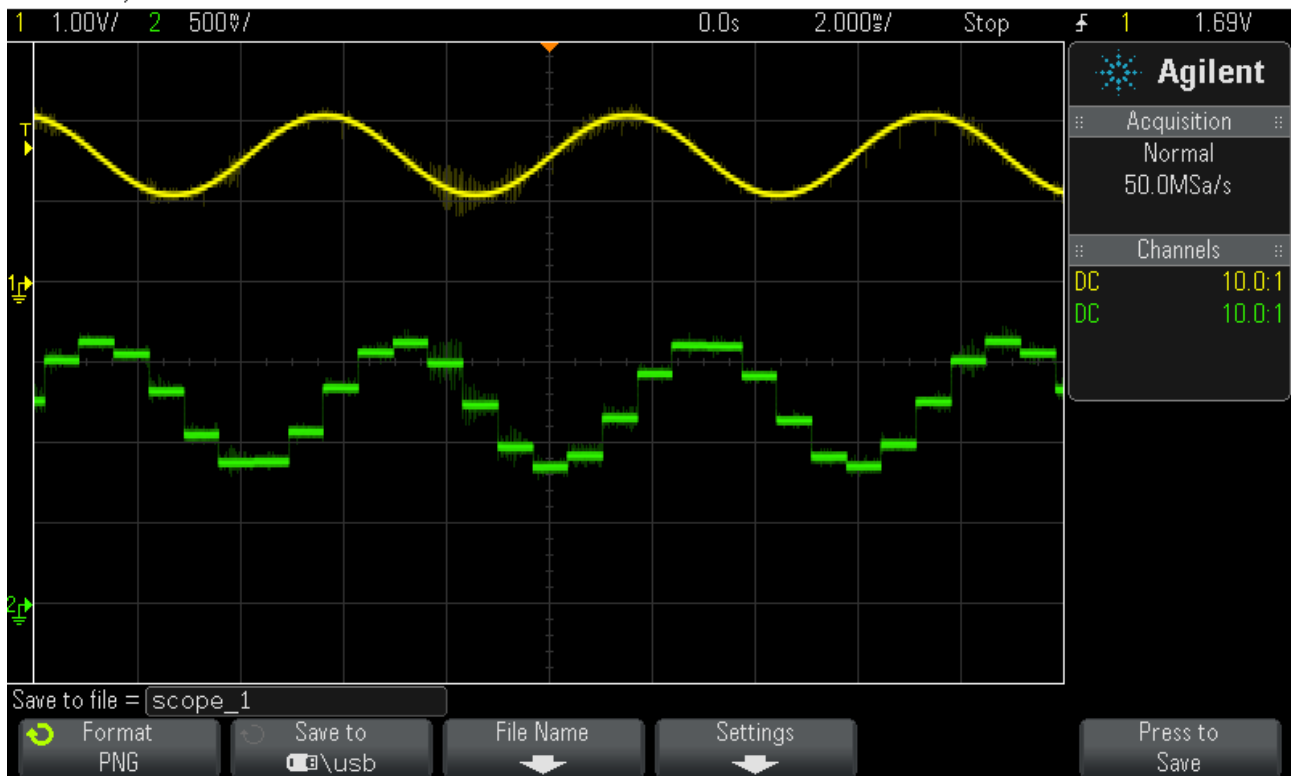 1 1.00V/ 2 500mV/ 0.0s 2.000ms/ Stop 1 1.69V
Agilent
Acquisition
Normal
50.0MSa/s
Channels
DC 10.0:1
DC 10.0:1
T
1
2
Save to file = scope_1
Format Save to File Name Settings Press to
PNG \usb Save